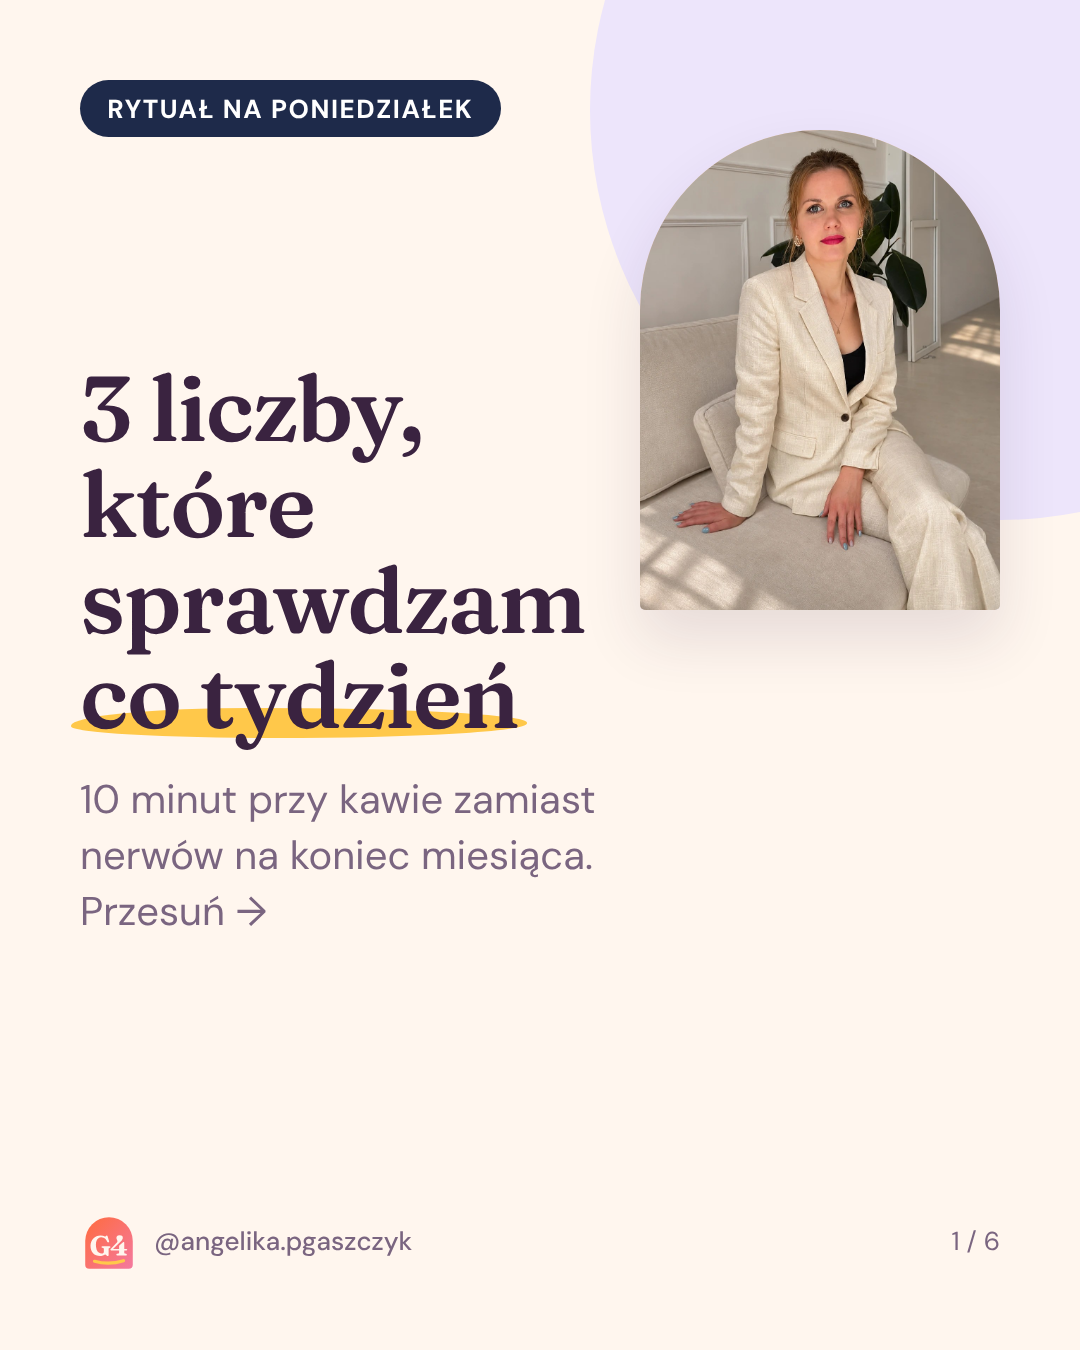 RYTUAŁ NA PONIEDZIAŁEK
3 liczby,
które
sprawdzam
co tydzień
10 minut przy kawie zamiast
nerwów na koniec miesiąca.
Przesuń →
G4
@angelika.pgaszczyk
1 / 6